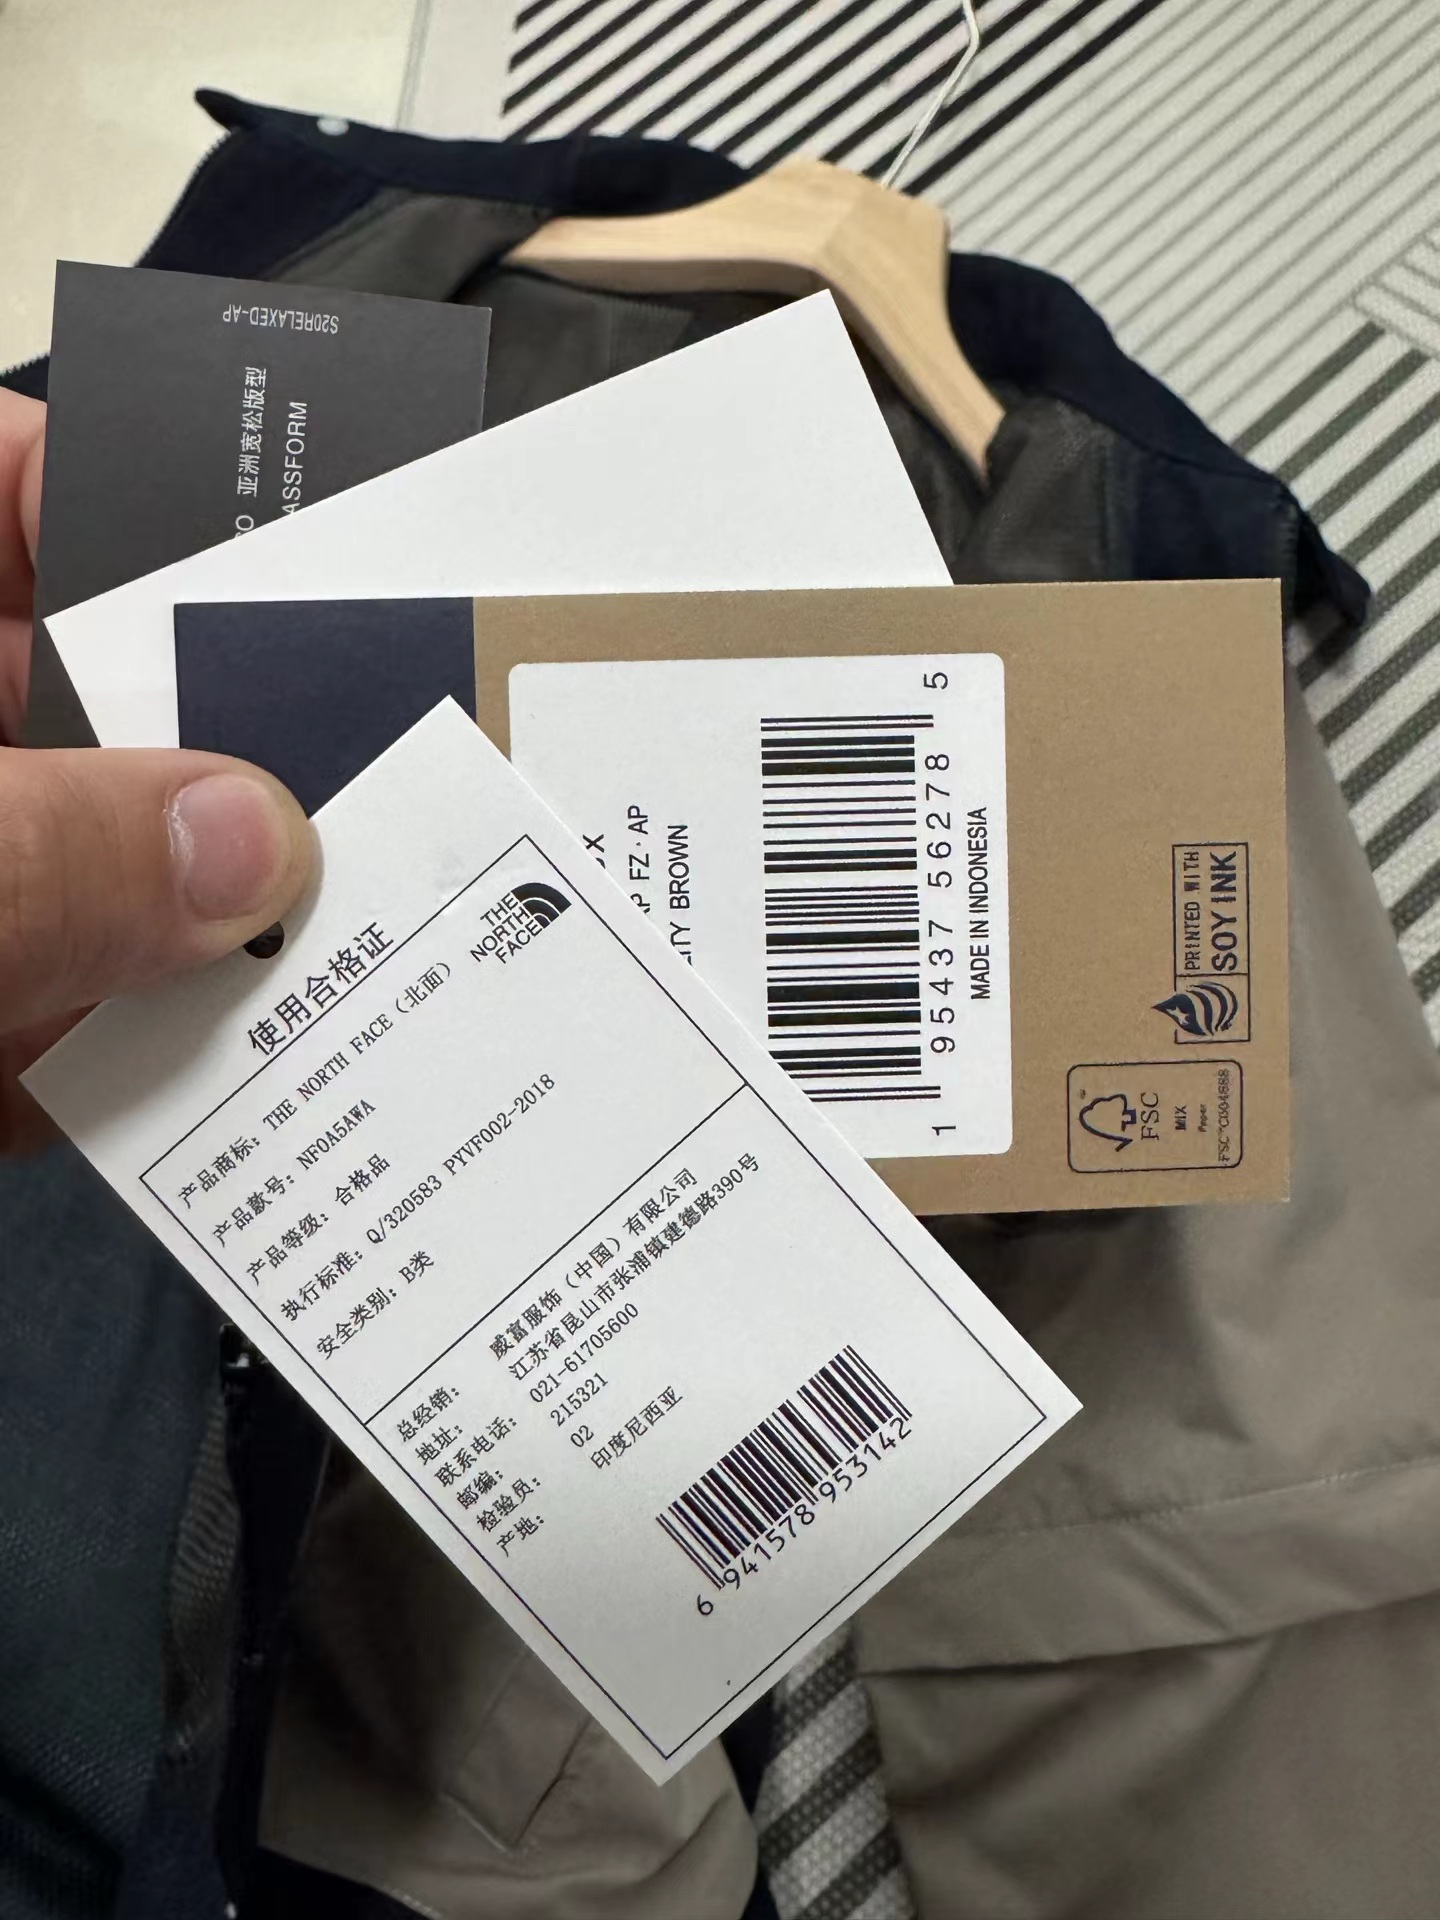 S20RELAXED-AP
亚洲宽松版型
ASSFORM
AP FZ · AP
ITY BROWN
1 95437 56278 5
MADE IN INDONESIA
PRINTED WITH
SOY INK
FSC
MIX
Paper
FSC™ C004688
使用合格证
THE
NORTH
FACE
产品商标: THE NORTH FACE (北面)
产品款号: NF0A5AWA
产品等级: 合格品
执行标准: Q/320583 PYVF002-2018
安全类别: B类
总经销: 威富服饰(中国)有限公司
地址: 江苏省昆山市张浦镇建德路390号
联系电话: 021-61705600
邮编: 215321
检验员: 02
产地: 印度尼西亚
6 941578 953142